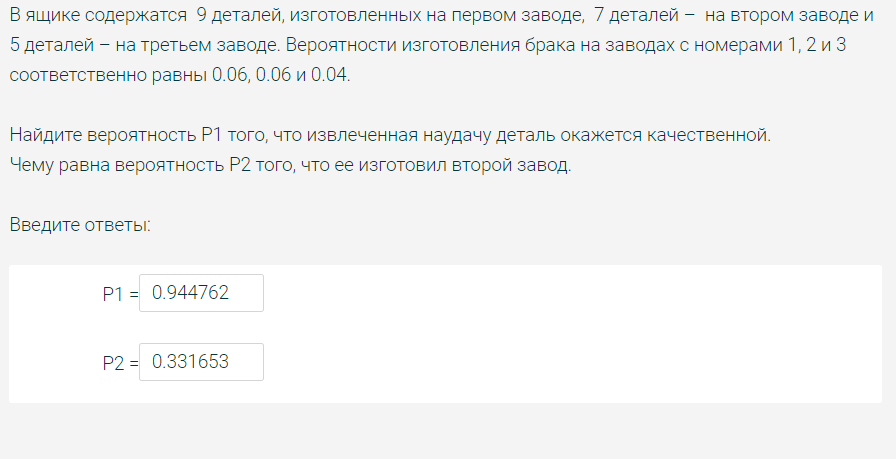 В ящике содержатся  9 деталей, изготовленных на первом заводе,  7 деталей –  на втором заводе и
5 деталей – на третьем заводе. Вероятности изготовления брака на заводах с номерами 1, 2 и 3
соответственно равны 0.06, 0.06 и 0.04.
Найдите вероятность P1 того, что извлеченная наудачу деталь окажется качественной.
Чему равна вероятность P2 того, что ее изготовил второй завод.
Введите ответы:
P1 = 0.944762
P2 = 0.331653